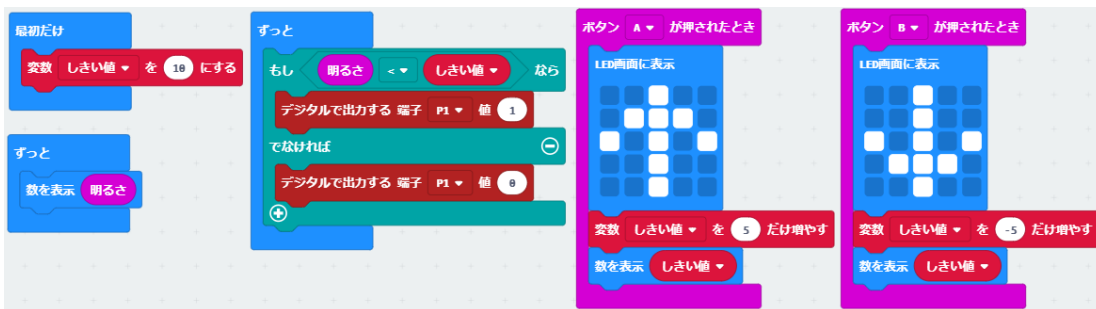 最初だけ
変数 しきい値 を 10 にする
ずっと
数を表示 明るさ
ずっと
もし 明るさ < しきい値 なら
デジタルで出力する 端子 P1 値 1
でなければ
デジタルで出力する 端子 P1 値 0
ボタン A が押されたとき
LED画面に表示
変数 しきい値 を 5 だけ増やす
数を表示 しきい値
ボタン B が押されたとき
LED画面に表示
変数 しきい値 を -5 だけ増やす
数を表示 しきい値